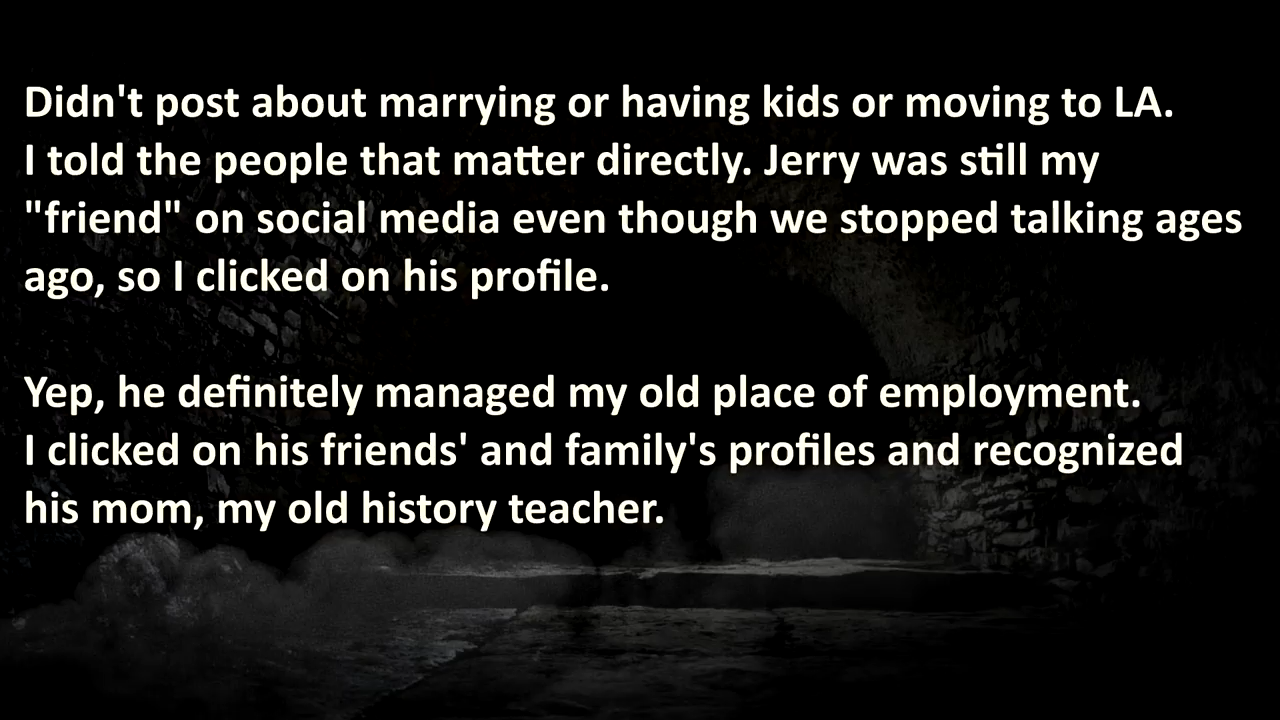 Didn't post about marrying or having kids or moving to LA.
I told the people that matter directly. Jerry was still my
"friend" on social media even though we stopped talking ages
ago, so I clicked on his profile.
Yep, he definitely managed my old place of employment.
I clicked on his friends' and family's profiles and recognized
his mom, my old history teacher.